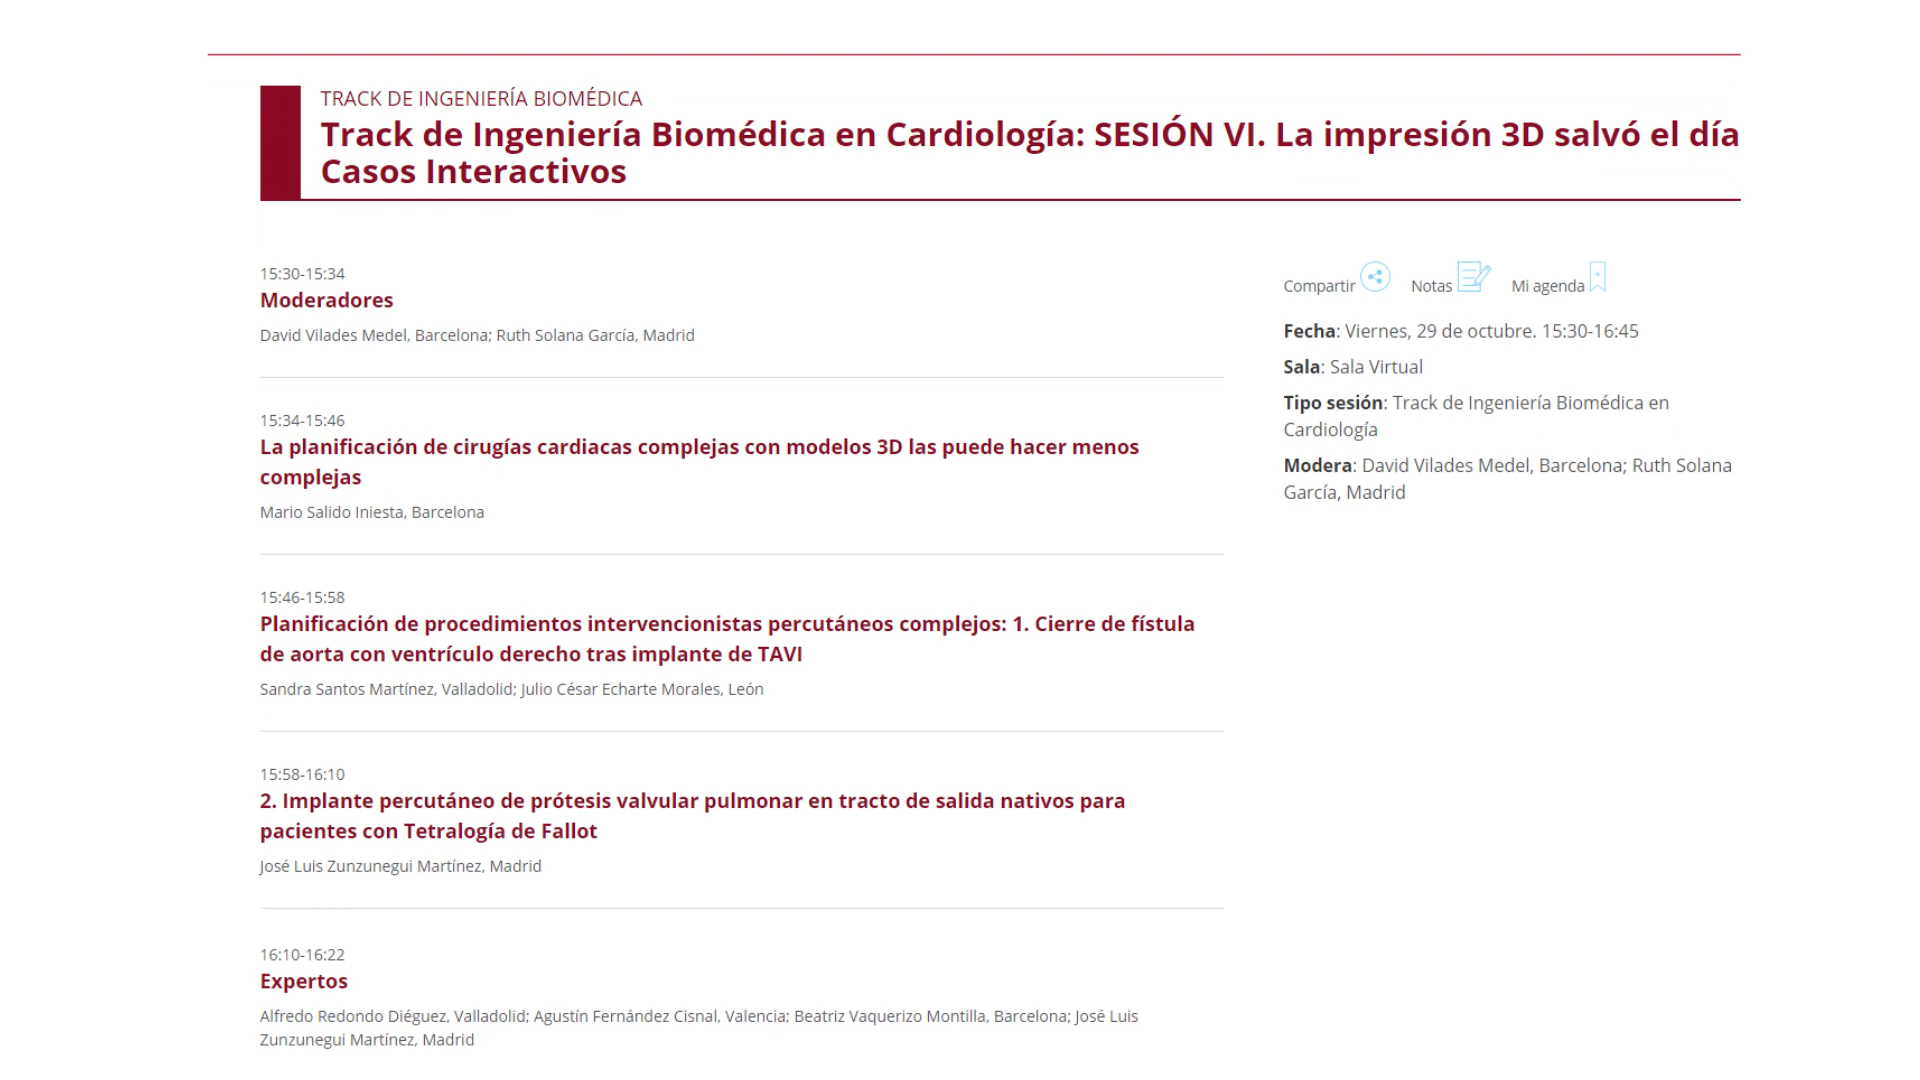 TRACK DE INGENIERÍA BIOMÉDICA
Track de Ingeniería Biomédica en Cardiología: SESIÓN VI. La impresión 3D salvó el día
Casos Interactivos
15:30-15:34
Moderadores
David Vilades Medel, Barcelona; Ruth Solana García, Madrid
15:34-15:46
La planificación de cirugías cardiacas complejas con modelos 3D las puede hacer menos
complejas
Mario Salido Iniesta, Barcelona
15:46-15:58
Planificación de procedimientos intervencionistas percutáneos complejos: 1. Cierre de fístula
de aorta con ventrículo derecho tras implante de TAVI
Sandra Santos Martínez, Valladolid; Julio César Echarte Morales, León
15:58-16:10
2. Implante percutáneo de prótesis valvular pulmonar en tracto de salida nativos para
pacientes con Tetralogía de Fallot
José Luis Zunzunegui Martínez, Madrid
16:10-16:22
Expertos
Alfredo Redondo Diéguez, Valladolid; Agustín Fernández Cisnal, Valencia; Beatriz Vaquerizo Montilla, Barcelona; José Luis
Zunzunegui Martínez, Madrid
Compartir Notas Mi agenda
Fecha: Viernes, 29 de octubre. 15:30-16:45
Sala: Sala Virtual
Tipo sesión: Track de Ingeniería Biomédica en
Cardiología
Modera: David Vilades Medel, Barcelona; Ruth Solana
García, Madrid